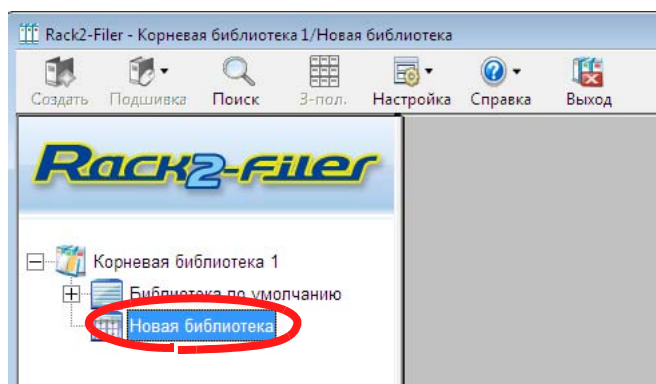 Rack2-Filer - Корневая библиотека 1/Новая библиотека
Создать Подшивка Поиск 3-пол. Настройка Справка Выход
Rack2-Filer
Корневая библиотека 1
Библиотека по умолчанию
Новая библиотека